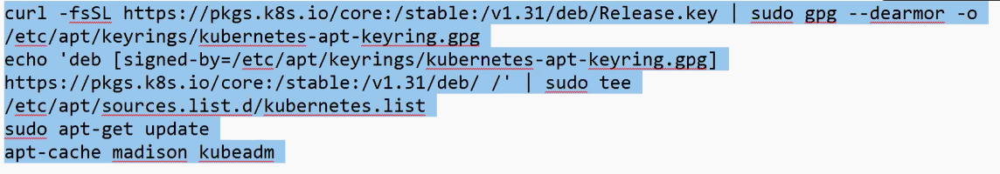 curl -fsSL https://pkgs.k8s.io/core:/stable:/v1.31/deb/Release.key | sudo gpg --dearmor -o
/etc/apt/keyrings/kubernetes-apt-keyring.gpg
echo 'deb [signed-by=/etc/apt/keyrings/kubernetes-apt-keyring.gpg]
https://pkgs.k8s.io/core:/stable:/v1.31/deb/ /' | sudo tee
/etc/apt/sources.list.d/kubernetes.list
sudo apt-get update
apt-cache madison kubeadm